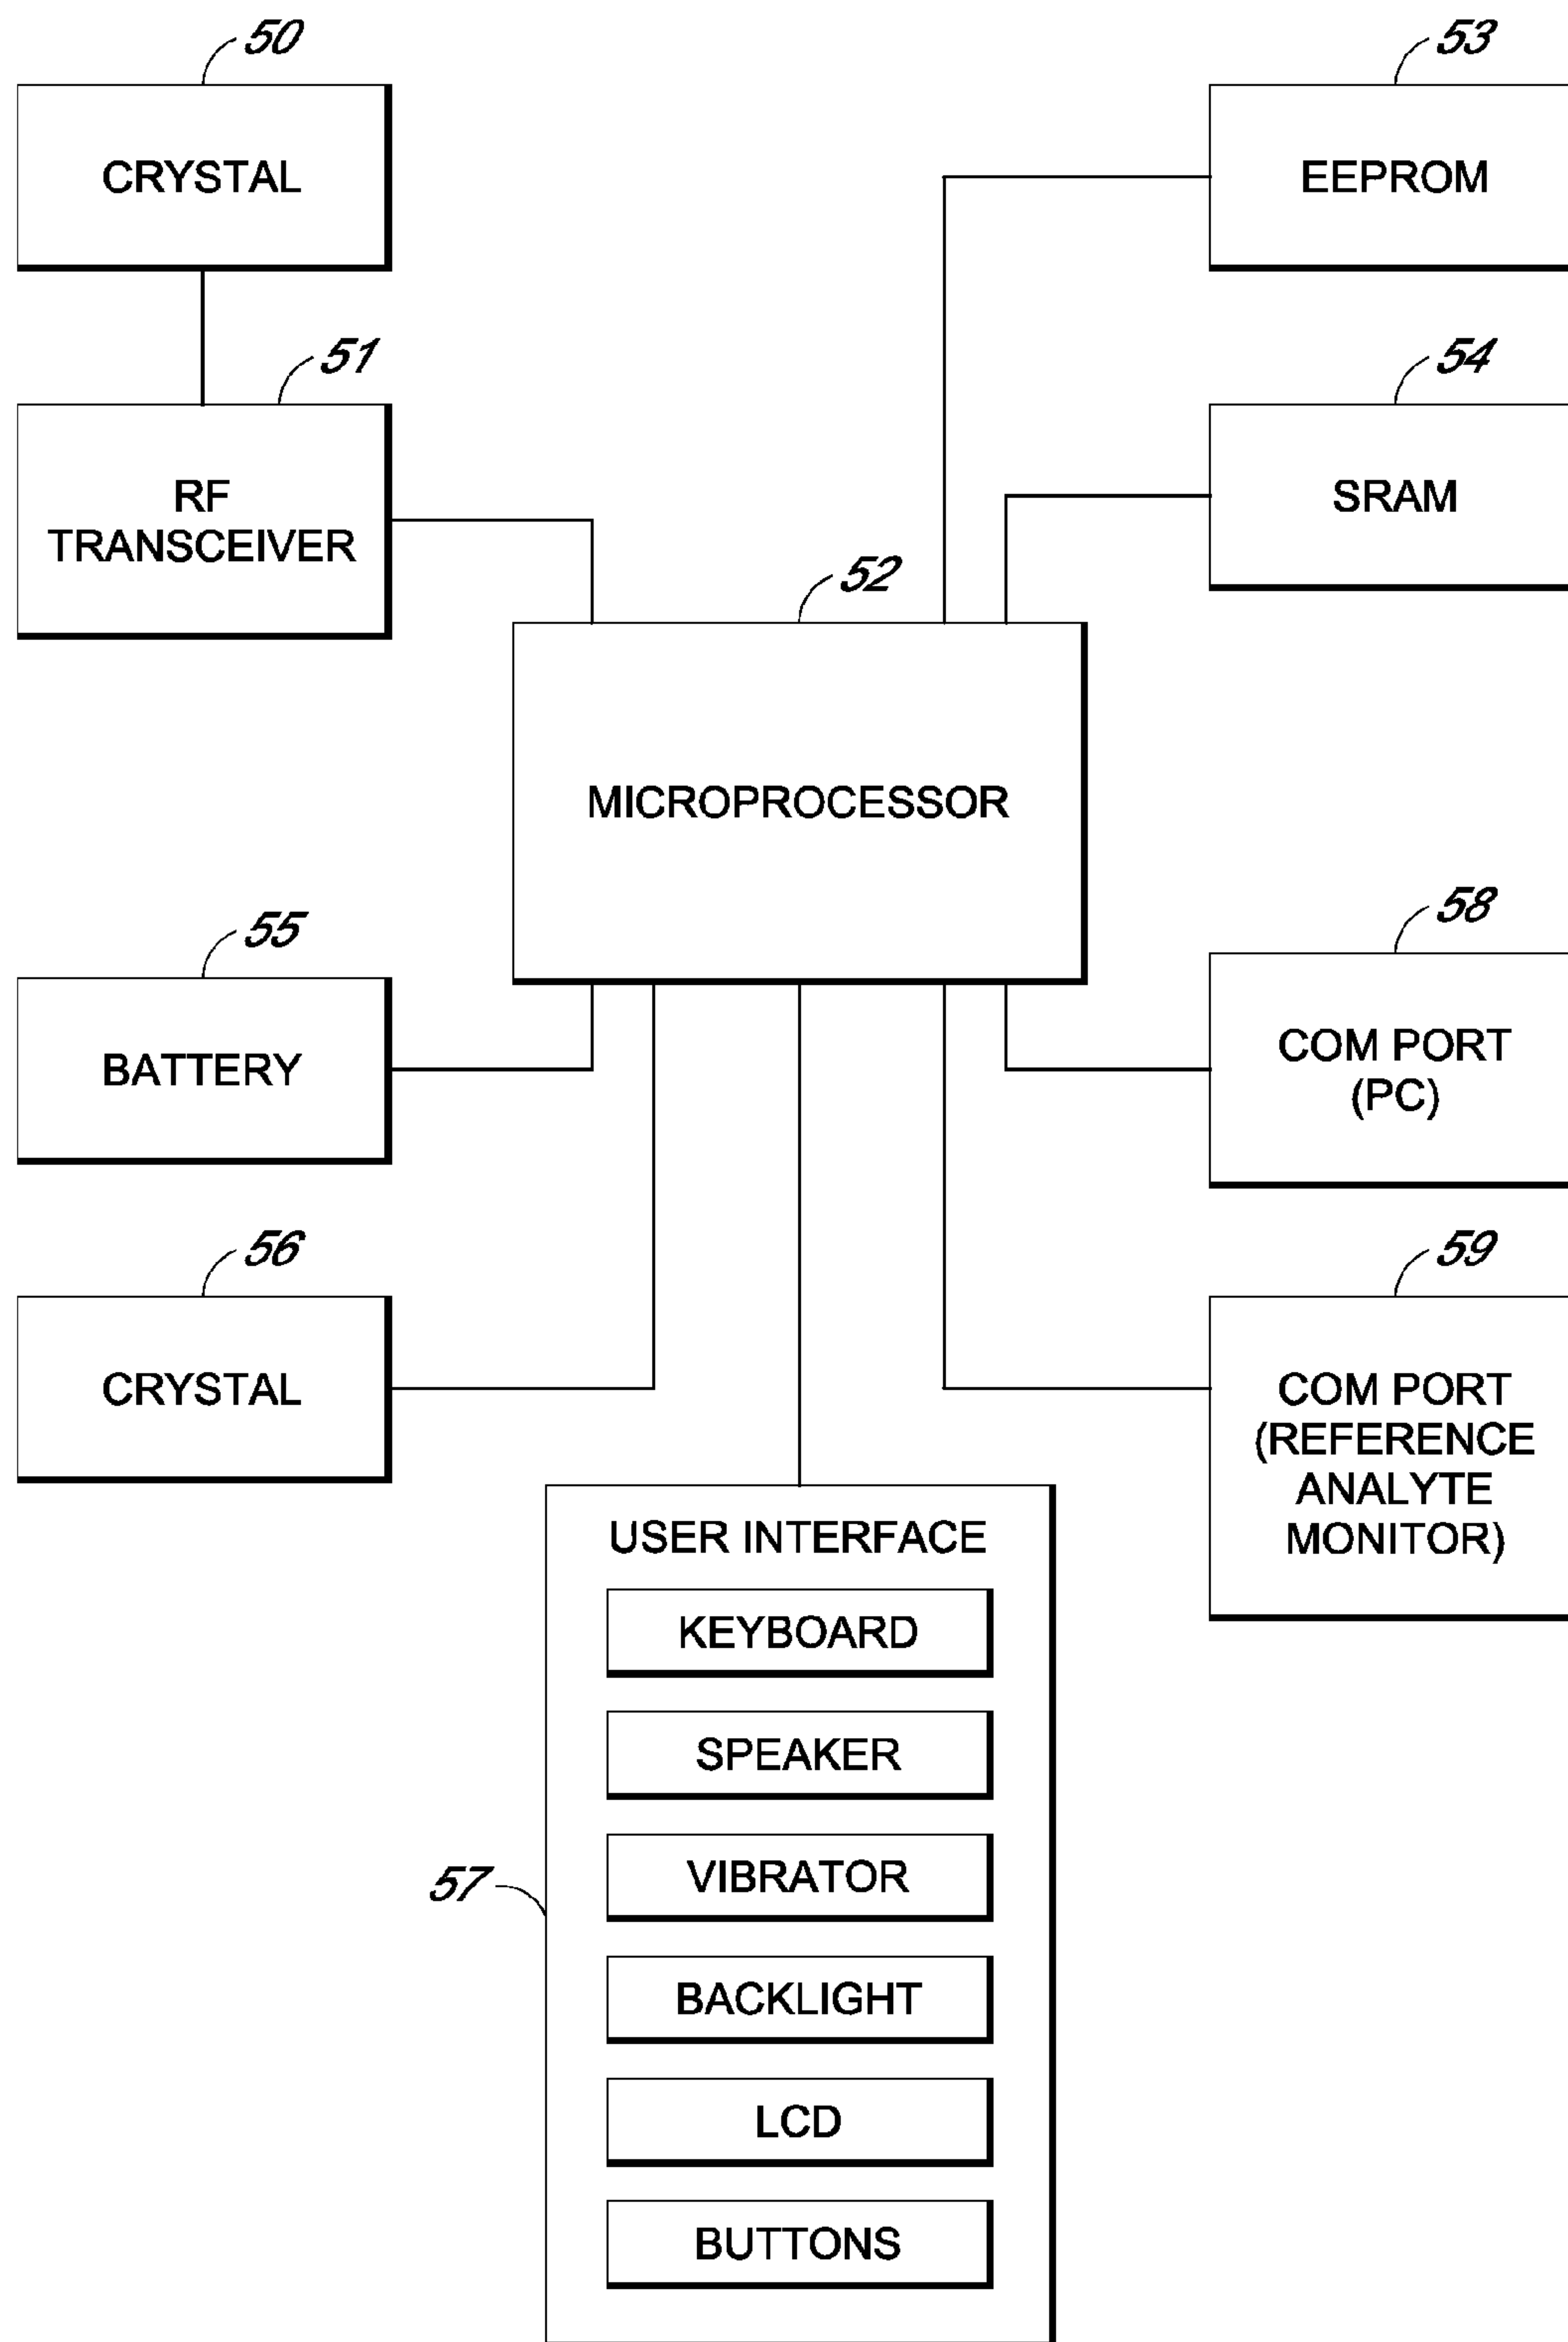 50
CRYSTAL
53
EEPROM
51
RF
TRANSCEIVER
54
SRAM
52
MICROPROCESSOR
55
BATTERY
58
COM PORT
(PC)
56
CRYSTAL
59
COM PORT
(REFERENCE
ANALYTE
MONITOR)
USER INTERFACE
KEYBOARD
SPEAKER
57
VIBRATOR
BACKLIGHT
LCD
BUTTONS